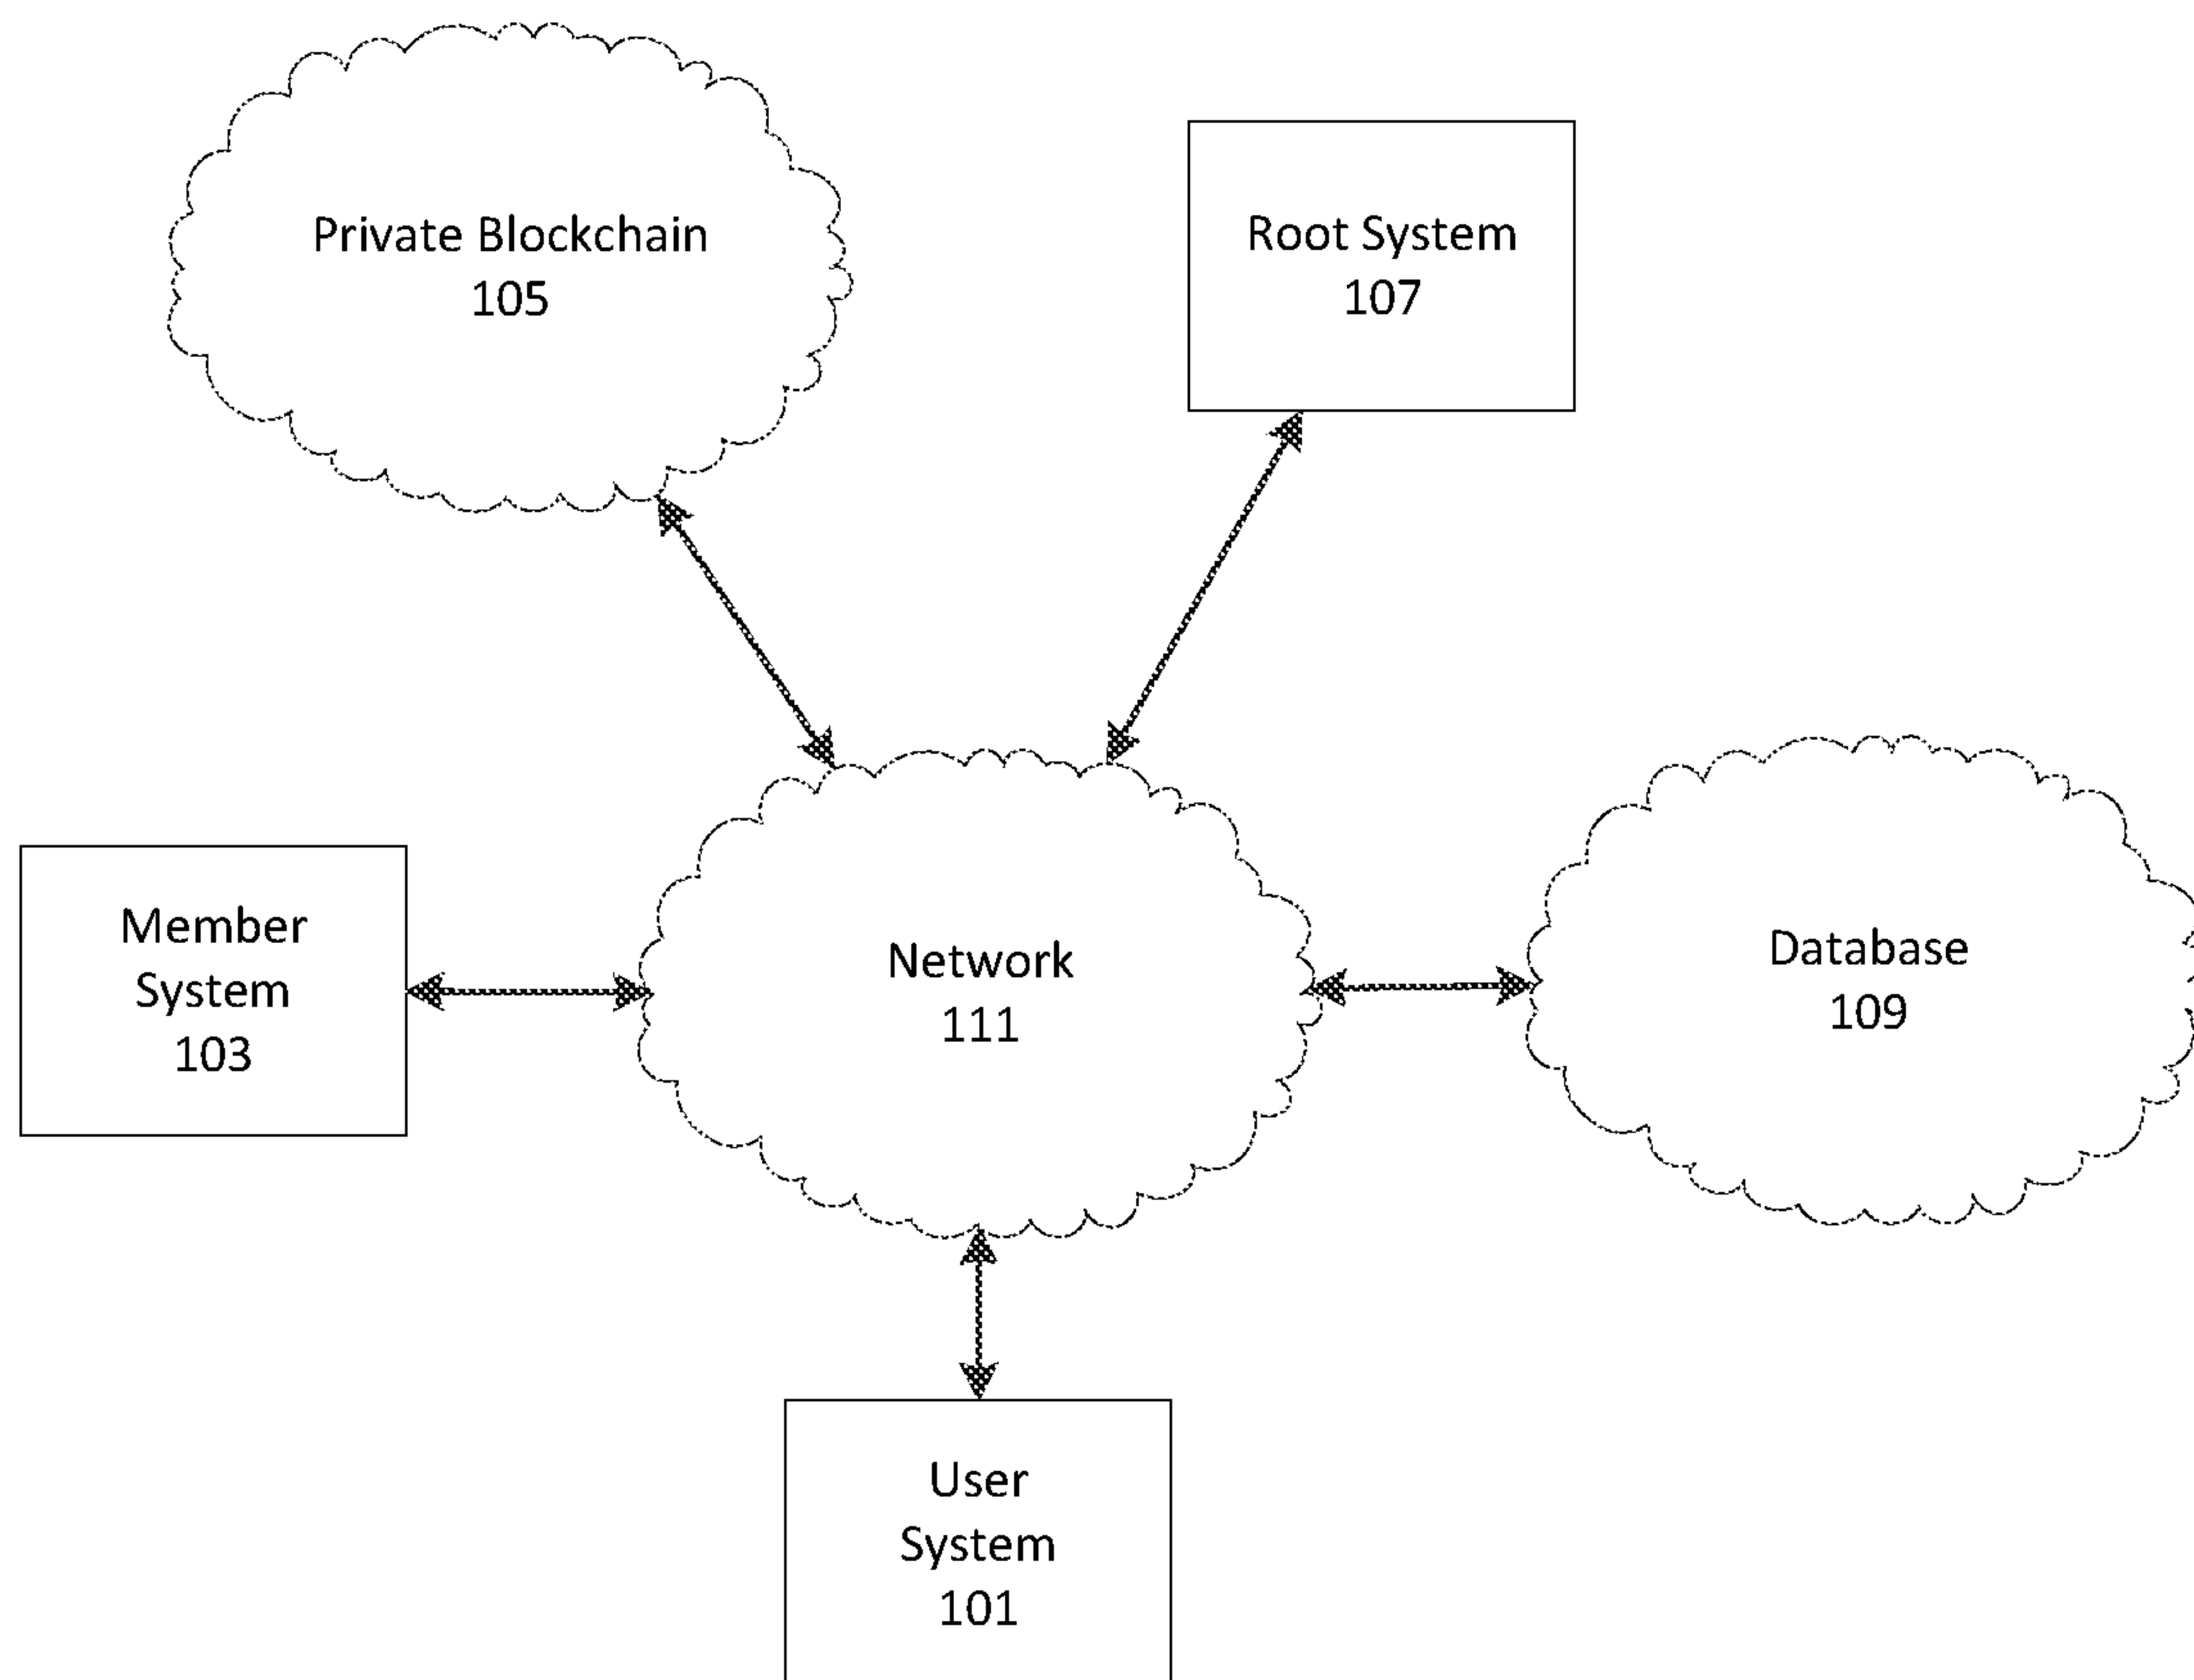 Private Blockchain
105
Root System
107
Member
System
103
Network
111
Database
109
User
System
101